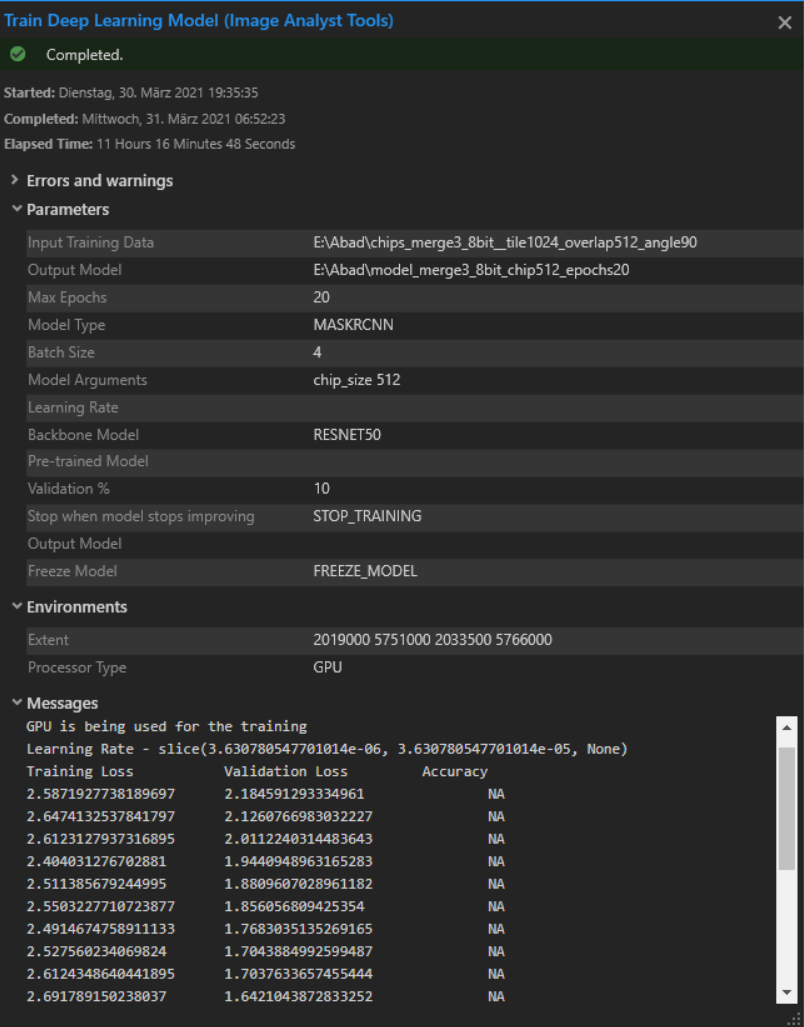 Train Deep Learning Model (Image Analyst Tools)
Completed.
Started: Dienstag, 30. März 2021 19:35:35
Completed: Mittwoch, 31. März 2021 06:52:23
Elapsed Time: 11 Hours 16 Minutes 48 Seconds
Errors and warnings
Parameters
Input Training Data E:\Abad\chips_merge3_8bit__tile1024_overlap512_angle90
Output Model E:\Abad\model_merge3_8bit_chip512_epochs20
Max Epochs 20
Model Type MASKRCNN
Batch Size 4
Model Arguments chip_size 512
Learning Rate
Backbone Model RESNET50
Pre-trained Model
Validation % 10
Stop when model stops improving STOP_TRAINING
Output Model
Freeze Model FREEZE_MODEL
Environments
Extent 2019000 5751000 2033500 5766000
Processor Type GPU
Messages
GPU is being used for the training
Learning Rate - slice(3.630780547701014e-06, 3.630780547701014e-05, None)
Training Loss Validation Loss Accuracy
2.5871927738189697 2.184591293334961 NA
2.6474132537841797 2.1260766983032227 NA
2.6123127937316895 2.0112240314483643 NA
2.404031276702881 1.9440948963165283 NA
2.511385679244995 1.8809607028961182 NA
2.5503227710723877 1.856056809425354 NA
2.4914674758911133 1.7683035135269165 NA
2.527560234069824 1.7043884992599487 NA
2.6124348640441895 1.7037633657455444 NA
2.691789150238037 1.6421043872833252 NA